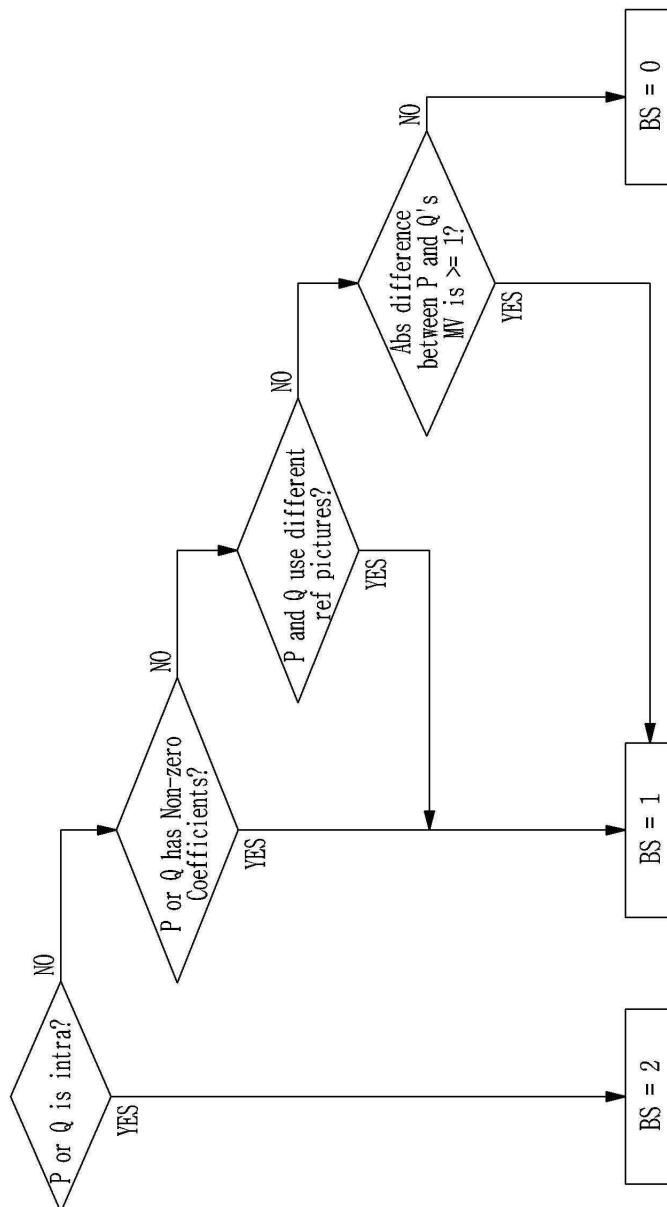 P or Q is intra?
NO
YES
P or Q has Non-zero
Coefficients?
NO
YES
P and Q use different
ref pictures?
NO
YES
Abs difference
between P and Q's
MV is >= 1?
NO
YES
BS = 2
BS = 1
BS = 0